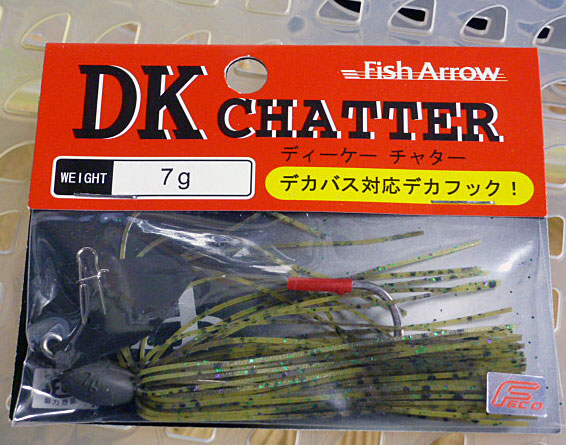 Fish Arrow
DK CHATTER
ディーケー チャター
WEIGHT 7g
デカバス対応デカフック！
FECO